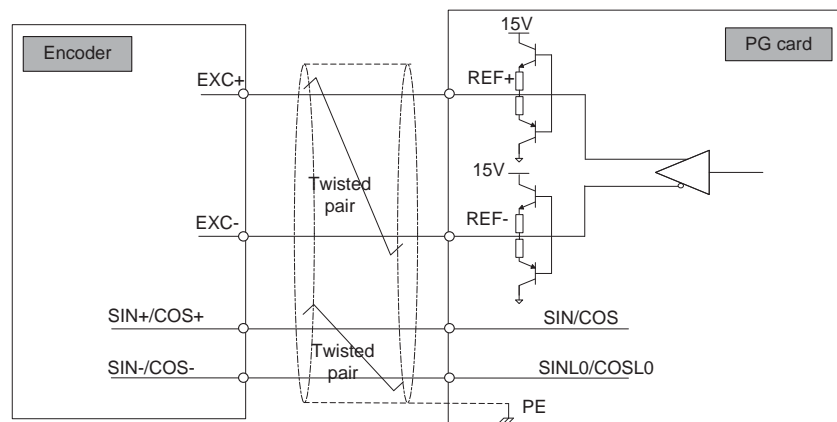 15V
Encoder
PG card
EXC+
REF+
Twisted
pair
15V
EXC-
REF-
SIN+/COS+
SIN/COS
Twisted
pair
SIN-/COS-
SINL0/COSL0
PE